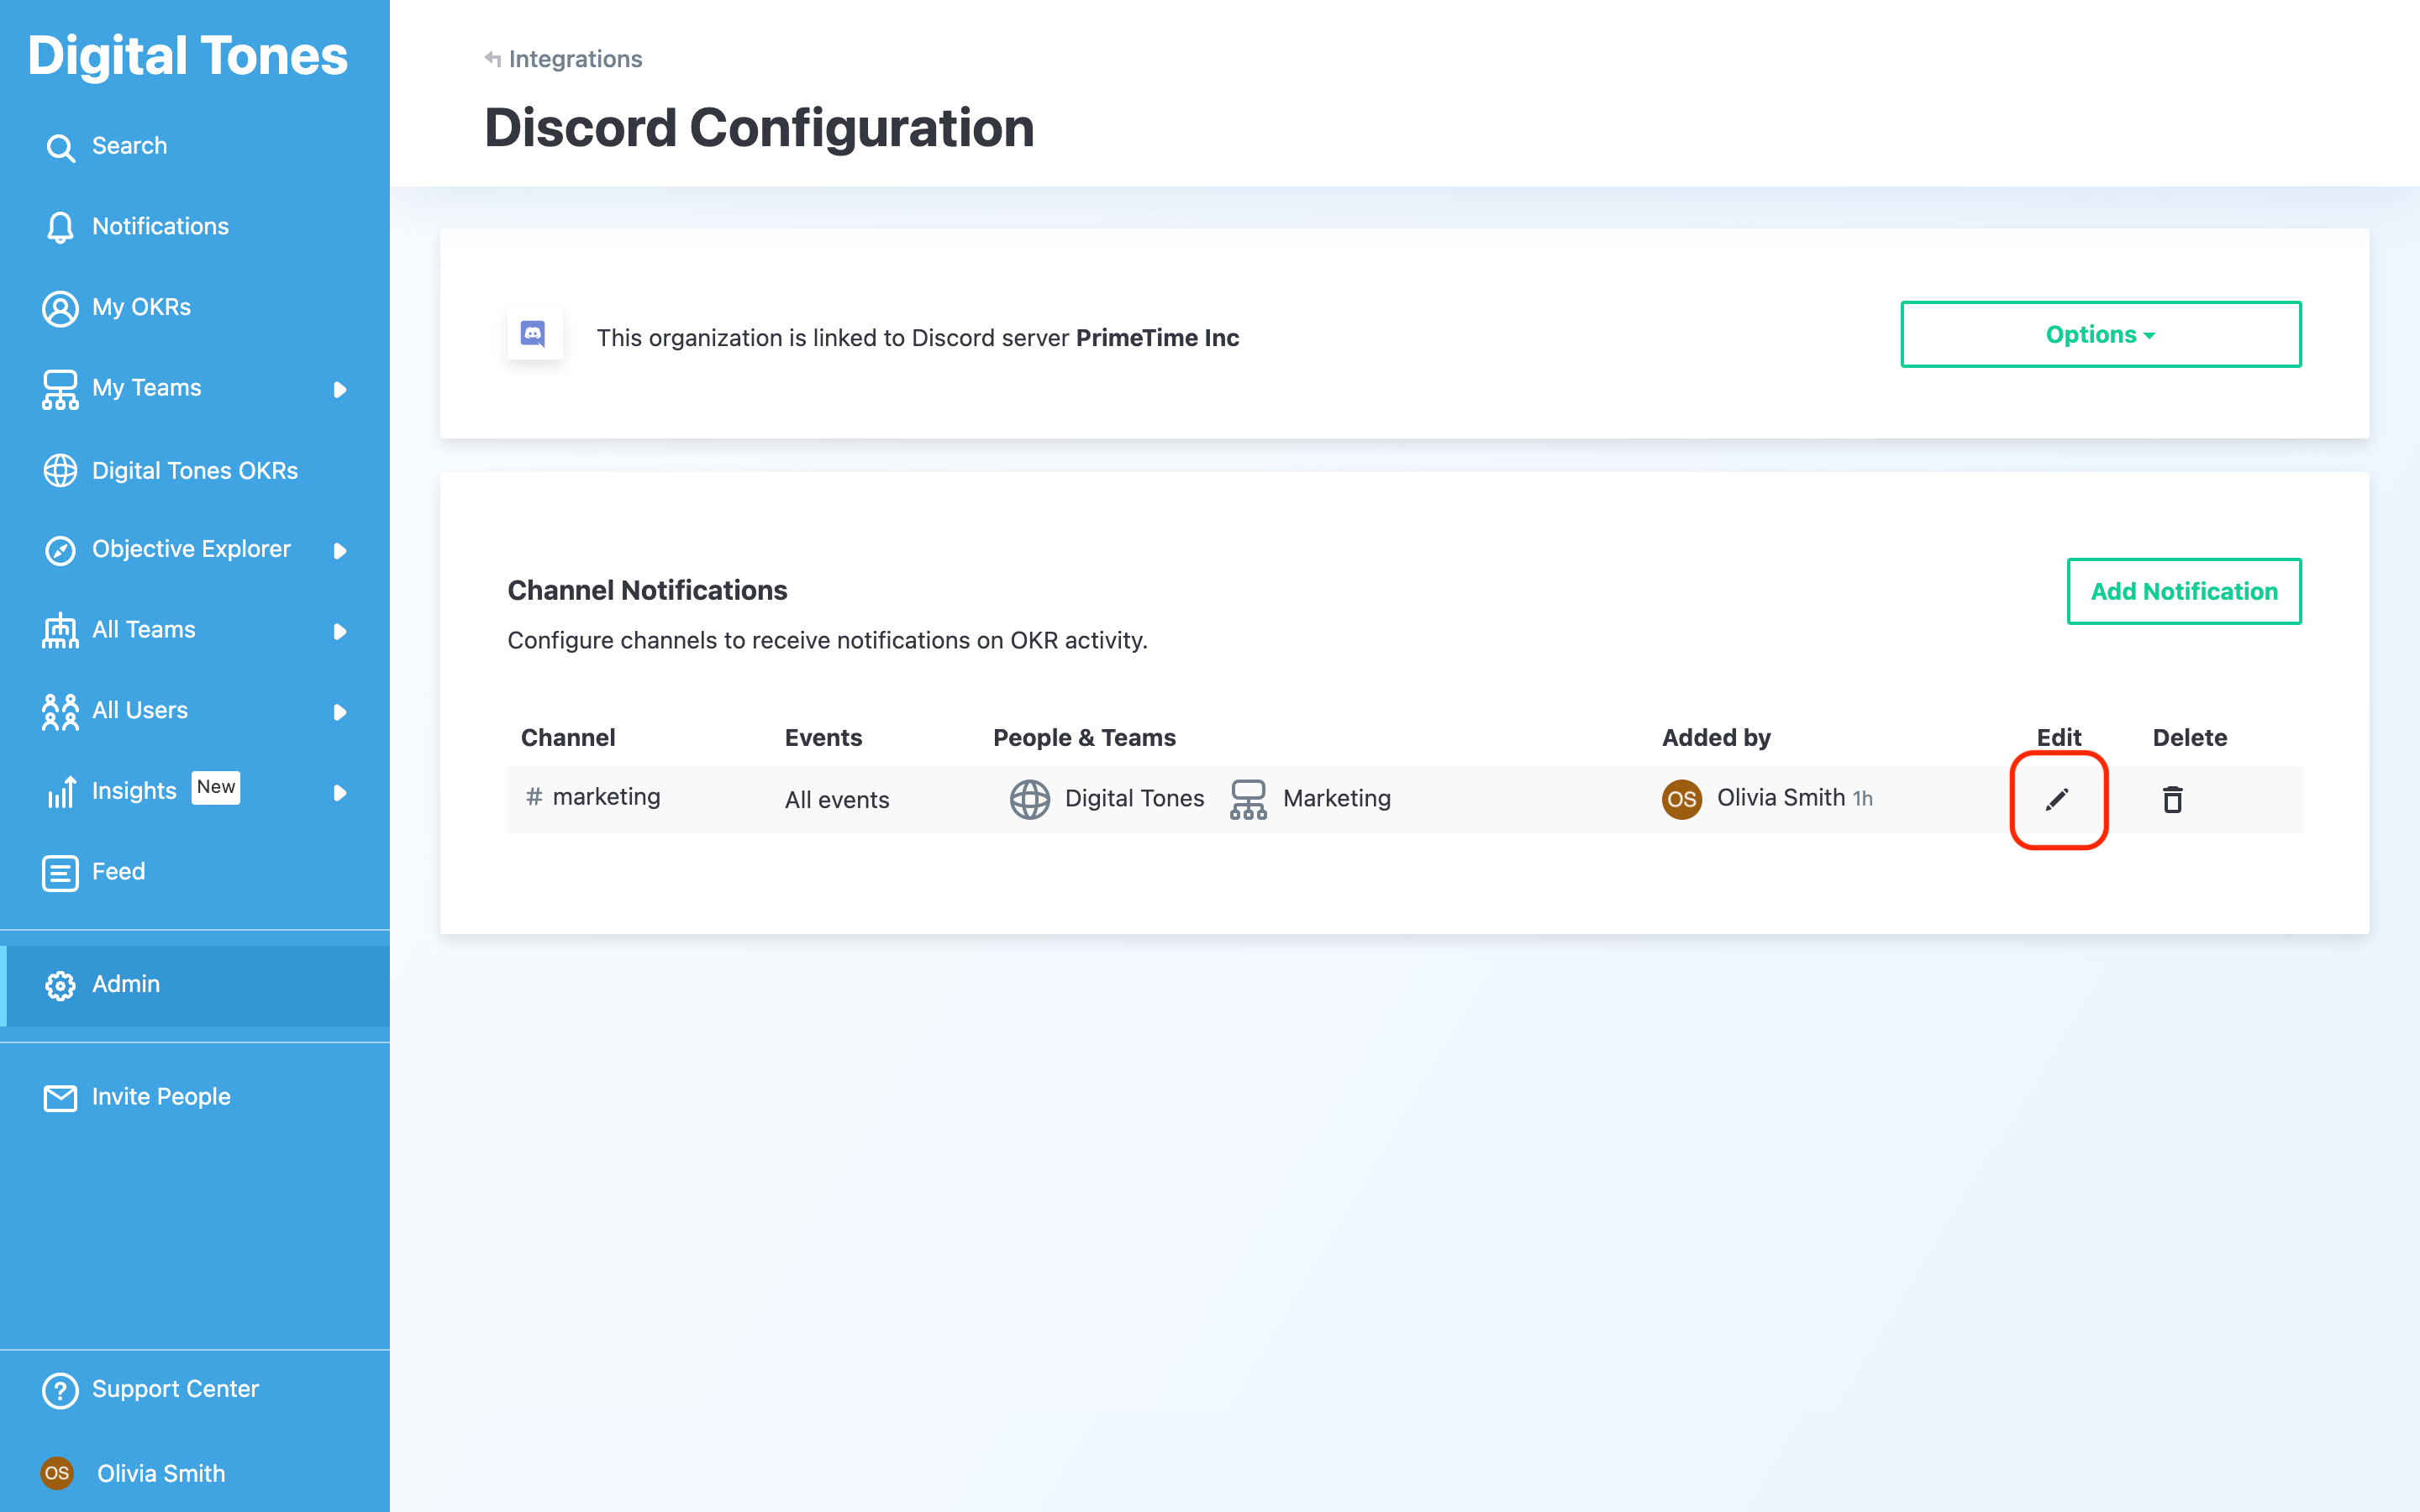 Digital Tones
Search
Notifications
My OKRs
My Teams
Digital Tones OKRs
Objective Explorer
All Teams
All Users
Insights New
Feed
Admin
Invite People
Support Center
OS Olivia Smith
Integrations
Discord Configuration
This organization is linked to Discord server PrimeTime Inc
Options
Channel Notifications
Add Notification
Configure channels to receive notifications on OKR activity.
Channel Events People & Teams Added by Edit Delete
# marketing All events Digital Tones Marketing OS Olivia Smith 1h